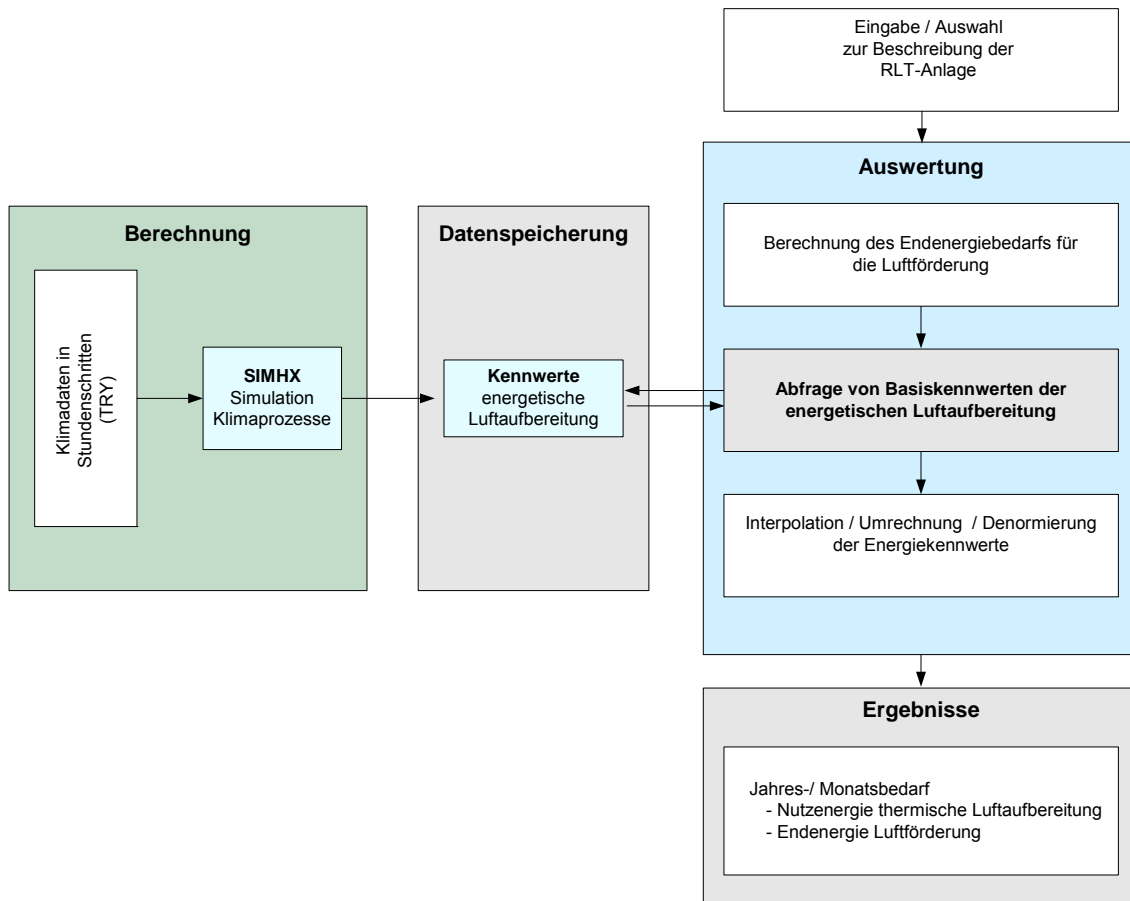 Eingabe / Auswahl
zur Beschreibung der
RLT-Anlage
Auswertung
Berechnung des Endenergiebedarfs für
die Luftförderung
Abfrage von Basiskennwerten der
energetischen Luftaufbereitung
Interpolation / Umrechnung / Denormierung
der Energiekennwerte
Berechnung
Klimadaten in
Stundenschritten
(TRY)
SIMHX
Simulation
Klimaprozesse
Datenspeicherung
Kennwerte
energetische
Luftaufbereitung
Ergebnisse
Jahres-/ Monatsbedarf
- Nutzenergie thermische Luftaufbereitung
- Endenergie Luftförderung